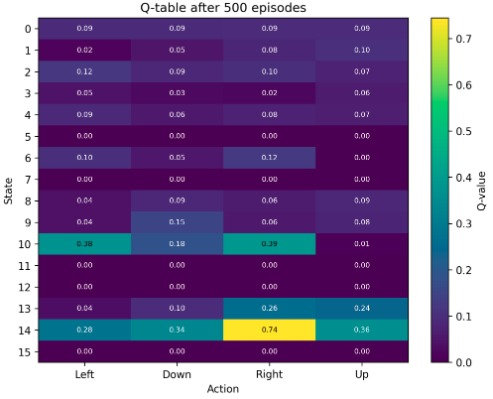 Q-table after 500 episodes
0 0.09 0.09 0.09 0.09
1 0.02 0.05 0.08 0.10
2 0.12 0.09 0.10 0.07
3 0.05 0.03 0.02 0.06
4 0.09 0.06 0.08 0.07
5 0.00 0.00 0.00 0.00
6 0.10 0.05 0.12 0.00
7 0.00 0.00 0.00 0.00
8 0.04 0.09 0.06 0.09
9 0.04 0.15 0.06 0.08
10 0.38 0.18 0.39 0.01
11 0.00 0.00 0.00 0.00
12 0.00 0.00 0.00 0.00
13 0.04 0.10 0.26 0.24
14 0.28 0.34 0.74 0.36
15 0.00 0.00 0.00 0.00
Left Down Right Up
Action
State
0.7
0.6
0.5
0.4
0.3
0.2
0.1
0.0
Q-value